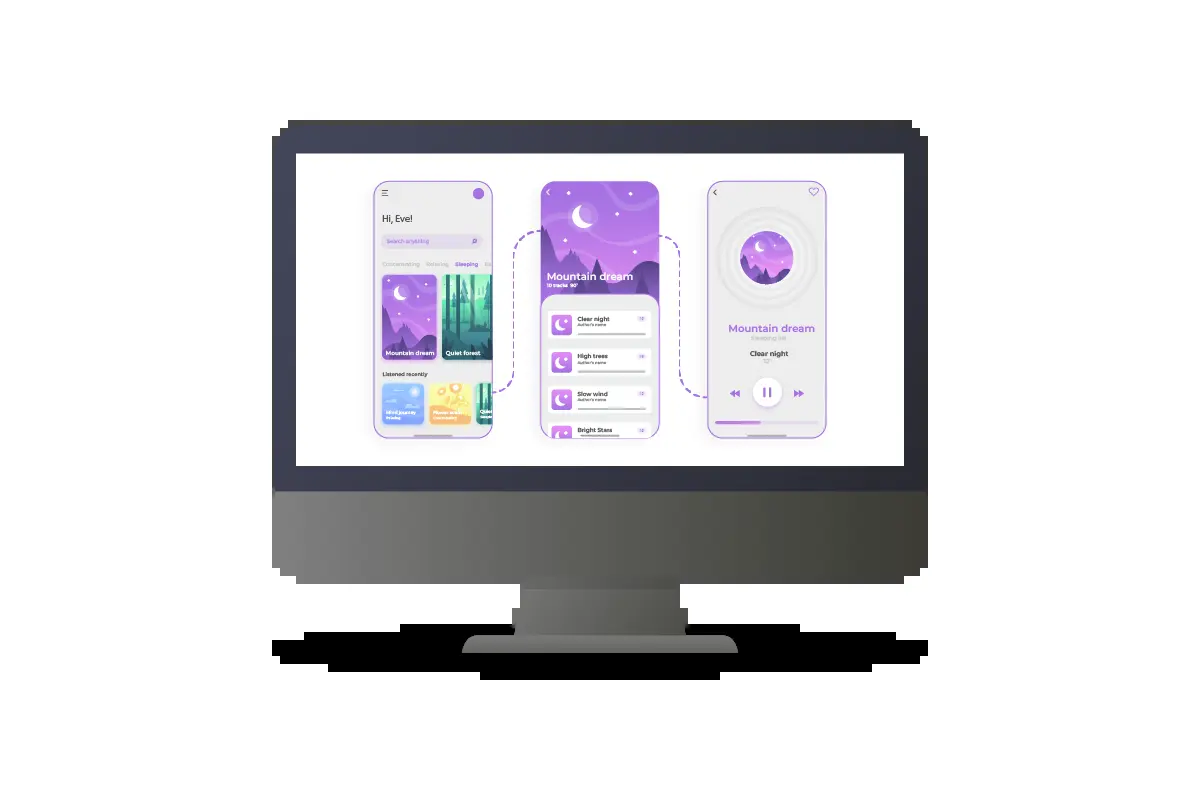 Hi, Eve!
Search anything
Concentrating Relaxing Sleeping
Mountain dream
Quiet forest
Listened recently
Mind journey
Relaxing
Mountain dream
10 tracks 90'
Clear night
Author's name
High trees
Author's name
Slow wind
Author's name
Bright Stars
Mountain dream
Clear night